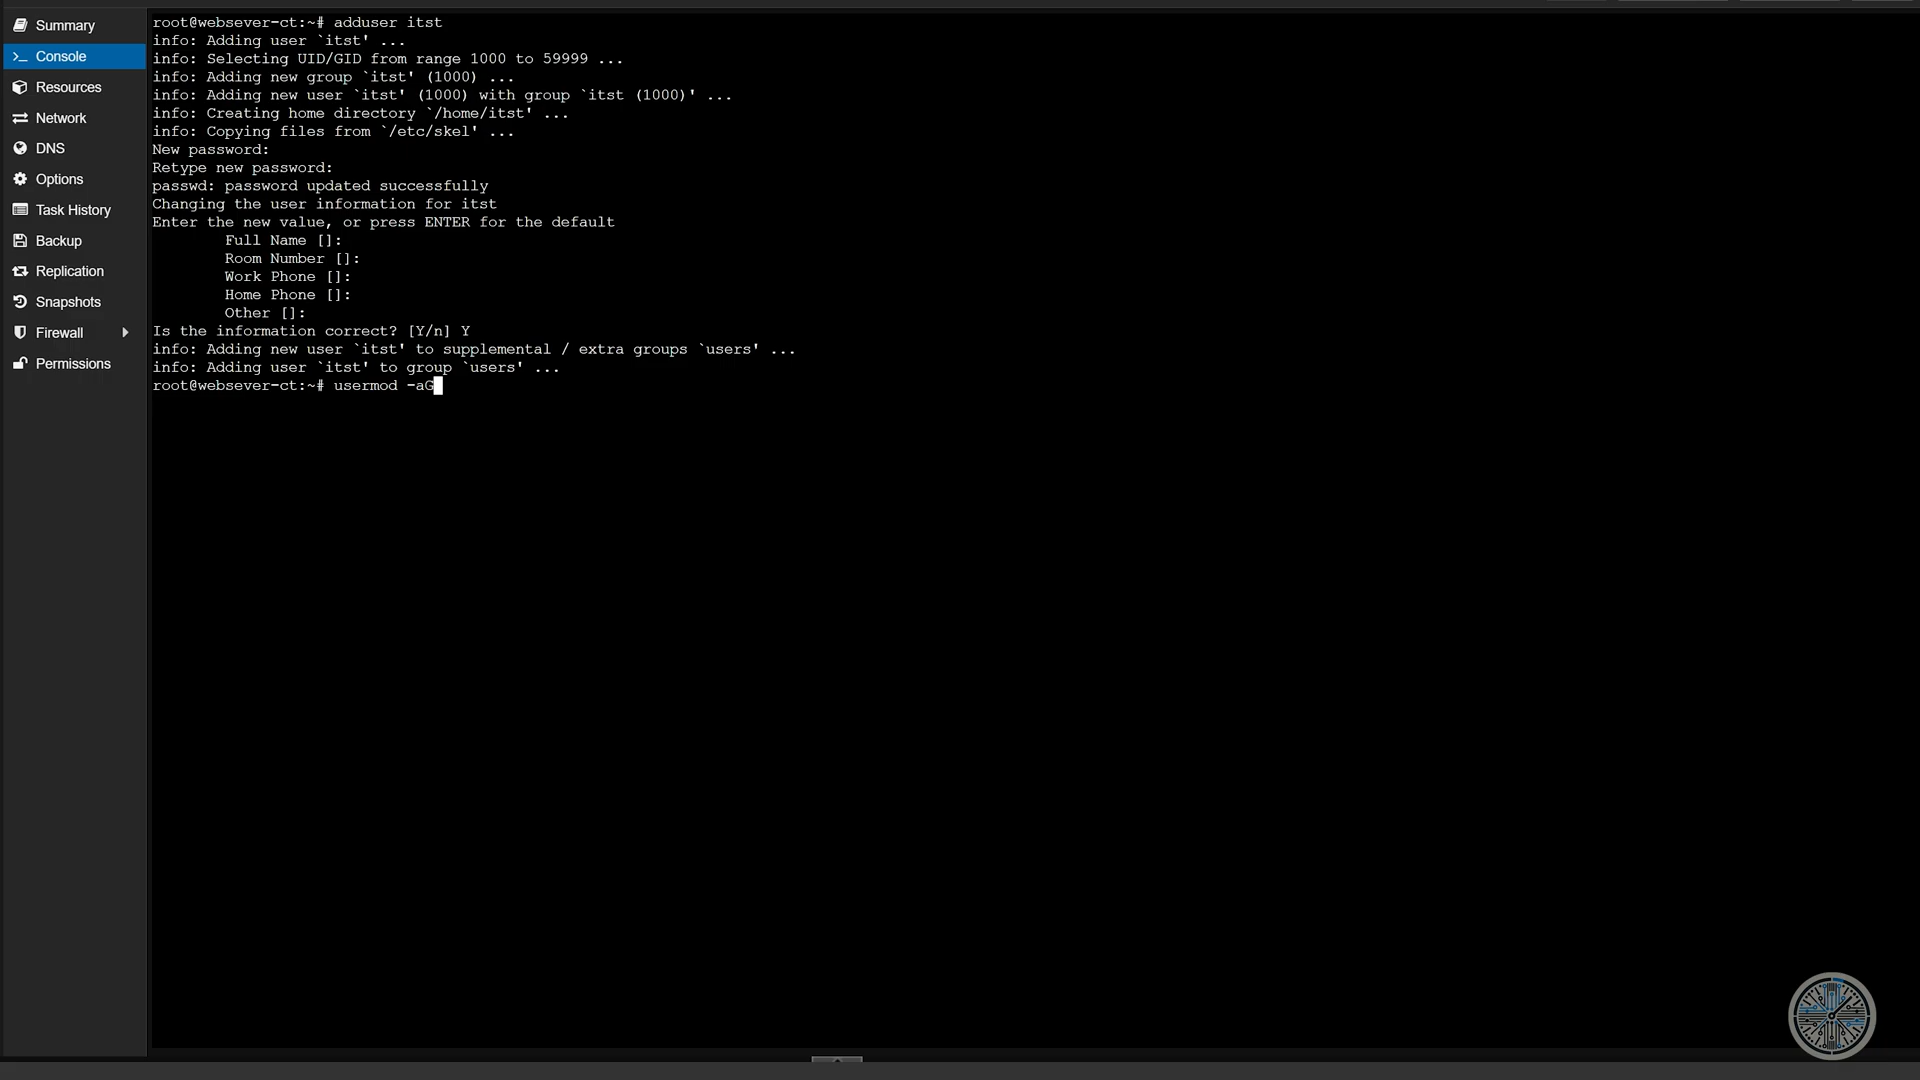 Summary
Console
Resources
Network
DNS
Options
Task History
Backup
Replication
Snapshots
Firewall
Permissions
root@websever-ct:~# adduser itst
info: Adding user `itst' ...
info: Selecting UID/GID from range 1000 to 59999 ...
info: Adding new group `itst' (1000) ...
info: Adding new user `itst' (1000) with group `itst (1000)' ...
info: Creating home directory `/home/itst' ...
info: Copying files from `/etc/skel' ...
New password:
Retype new password:
passwd: password updated successfully
Changing the user information for itst
Enter the new value, or press ENTER for the default
Full Name []:
Room Number []:
Work Phone []:
Home Phone []:
Other []:
Is the information correct? [Y/n] Y
info: Adding new user `itst' to supplemental / extra groups `users' ...
info: Adding user `itst' to group `users' ...
root@websever-ct:~# usermod -aG